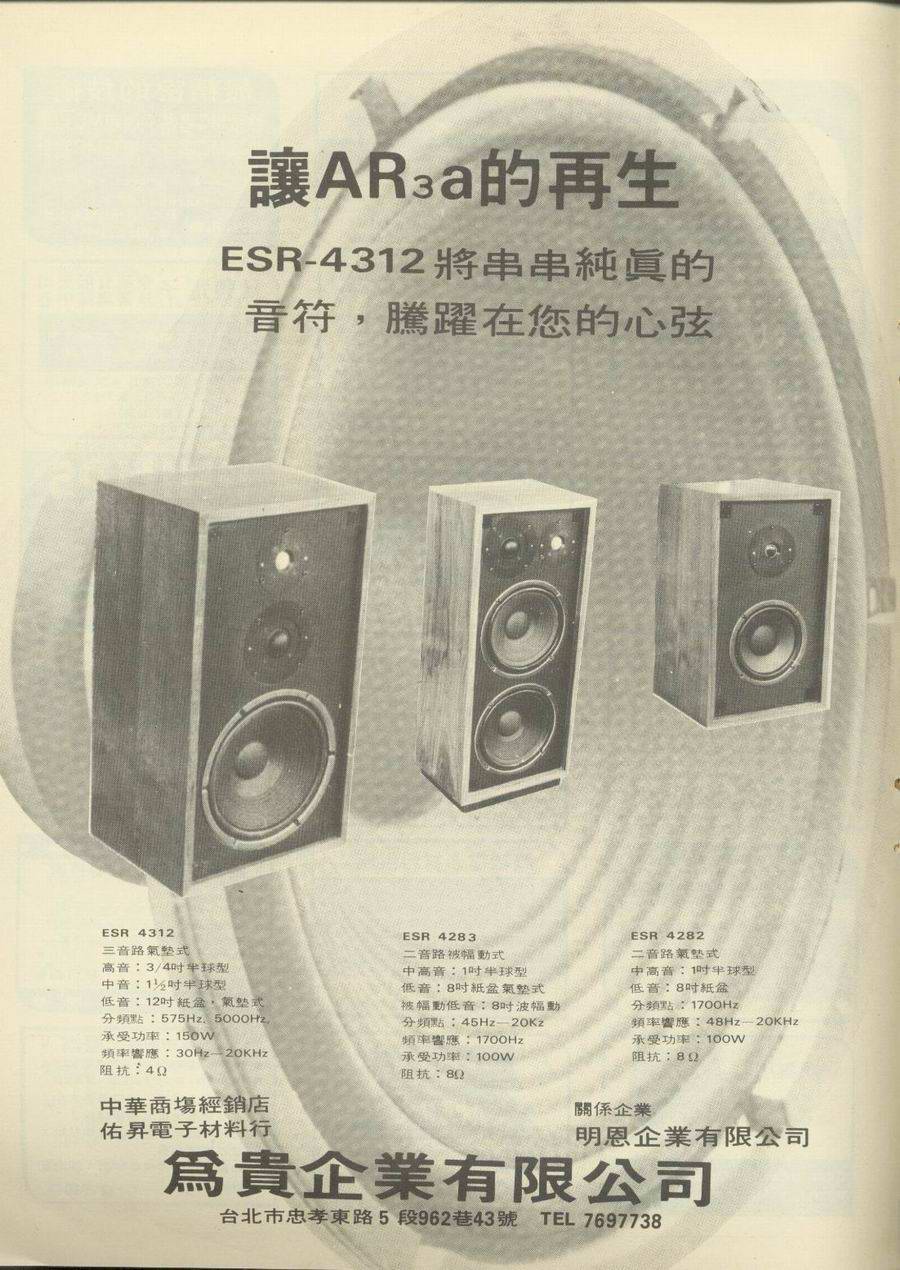 讓AR3a的再生
ESR-4312將串串純眞的
音符，騰躍在您的心弦
ESR 4312
三音路氣墊式
高音：3/4吋半球型
中音：1½吋半球型
低音：12吋紙盆・氣墊式
分頻點：575Hz, 5000Hz,
承受功率：150W
頻率響應：30Hz—20KHz
阻抗：4Ω
ESR 4283
二音路被幅動式
中高音：1吋半球型
低音：8吋紙盆氣墊式
被幅動低音：8吋波幅動
分頻點：45Hz—20Kz
頻率響應：1700Hz
承受功率：100W
阻抗：8Ω
ESR 4282
二音路氣墊式
中高音：1吋半球型
低音：8吋紙盆
分頻點：1700Hz
頻率響應：48Hz—20KHz
承受功率：100W
阻抗：8Ω
中華商塲經銷店
佑昇電子材料行
關係企業
明恩企業有限公司
爲貴企業有限公司
台北市忠孝東路5段962巷43號 TEL 7697738